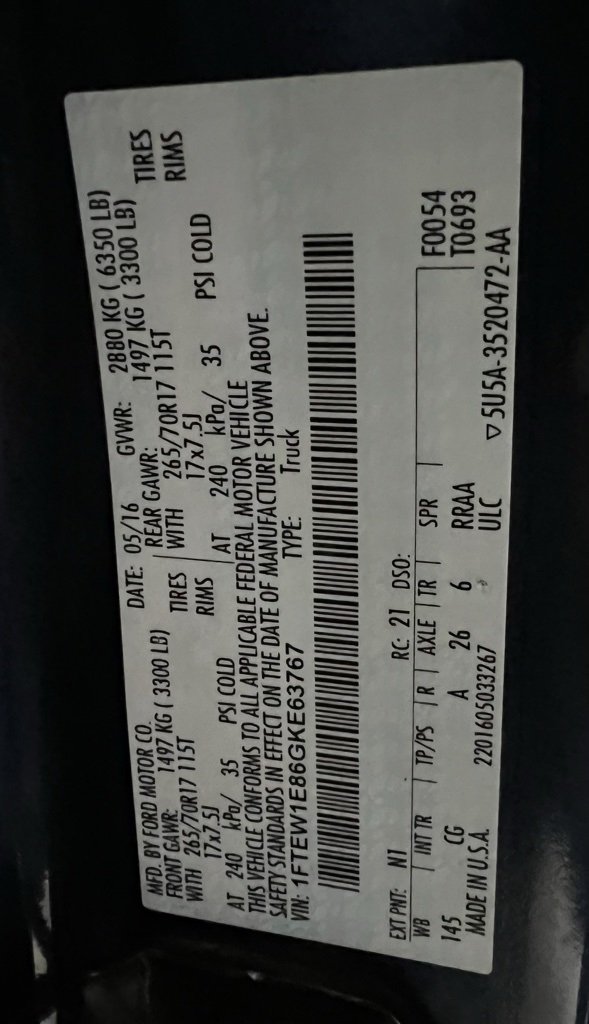 MFD. BY FORD MOTOR CO.
DATE: 05/16 GVWR: 2880 KG ( 6350 LB)
FRONT GAWR: 1497 KG ( 3300 LB) REAR GAWR: 1497 KG ( 3300 LB)
WITH 265/70R17 115T TIRES WITH 265/70R17 115T TIRES
17x7.5J RIMS 17x7.5J RIMS
AT 240 kPa/ 35 PSI COLD AT 240 kPa/ 35 PSI COLD
THIS VEHICLE CONFORMS TO ALL APPLICABLE FEDERAL MOTOR VEHICLE
SAFETY STANDARDS IN EFFECT ON THE DATE OF MANUFACTURE SHOWN ABOVE.
VIN: 1FTEW1E86GKE63767 TYPE: Truck
EXT PNT: N1 RC: 21 DSO:
WB INT TR TP/PS R AXLE TR SPR F0054
145 CG A 26 6 RRAA T0693
MADE IN U.S.A. 2201605033267 ULC ▽5U5A-3520472-AA